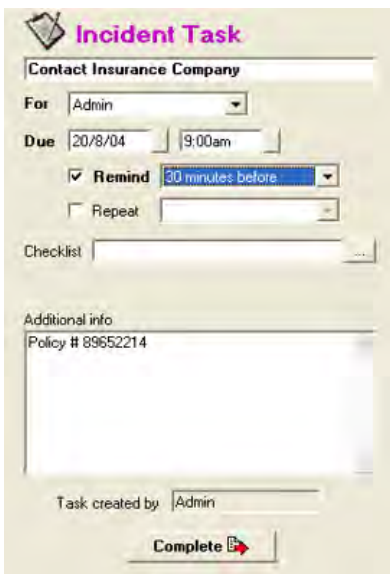 Incident Task
Contact Insurance Company
For Admin
Due 20/8/04 9:00am
Remind 30 minutes before
Repeat
Checklist ...
Additional info
Policy # 89652214
Task created by Admin
Complete